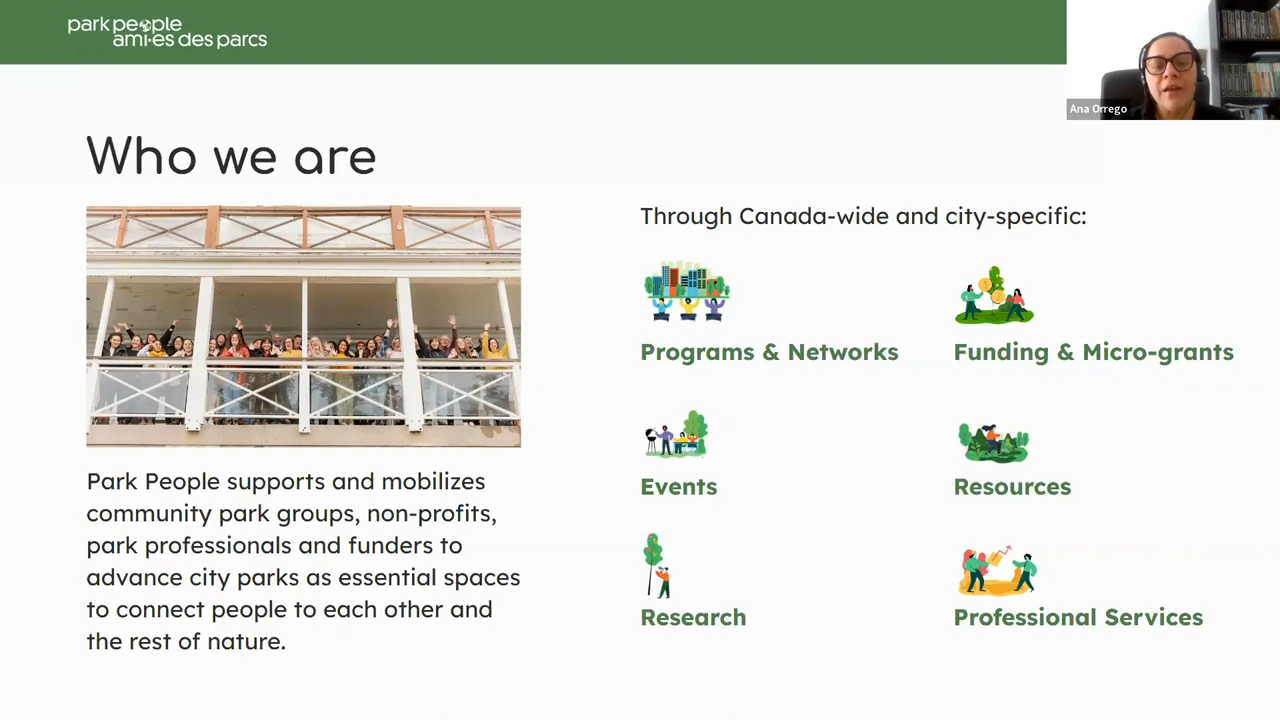 park people
ami·es des parcs
Ana Orrego
Who we are
Park People supports and mobilizes
community park groups, non-profits,
park professionals and funders to
advance city parks as essential spaces
to connect people to each other and
the rest of nature.
Through Canada-wide and city-specific:
Programs & Networks
Funding & Micro-grants
Events
Resources
Research
Professional Services